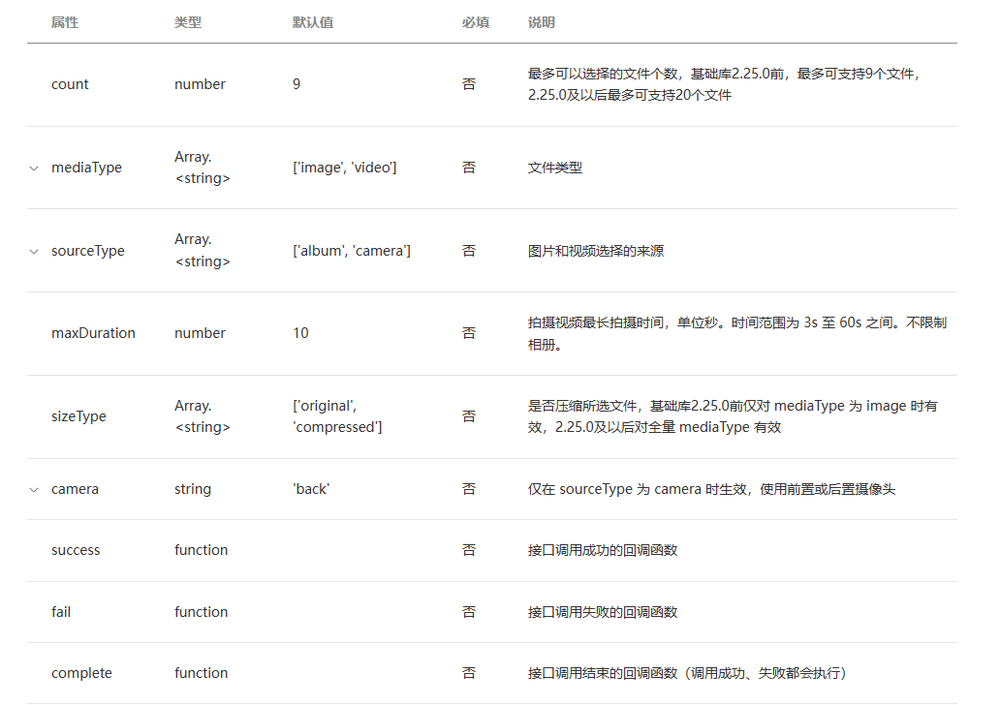 属性 类型 默认值 必填 说明
count number 9 否 最多可以选择的文件个数，基础库2.25.0前，最多可支持9个文件，
2.25.0及以后最多可支持20个文件
mediaType Array.
<string> ['image', 'video'] 否 文件类型
sourceType Array.
<string> ['album', 'camera'] 否 图片和视频选择的来源
maxDuration number 10 否 拍摄视频最长拍摄时间，单位秒。时间范围为 3s 至 60s 之间。不限制
相册。
sizeType Array.
<string> ['original',
'compressed'] 否 是否压缩所选文件，基础库2.25.0前仅对 mediaType 为 image 时有
效，2.25.0及以后对全量 mediaType 有效
camera string 'back' 否 仅在 sourceType 为 camera 时生效，使用前置或后置摄像头
success function 否 接口调用成功的回调函数
fail function 否 接口调用失败的回调函数
complete function 否 接口调用结束的回调函数（调用成功、失败都会执行）